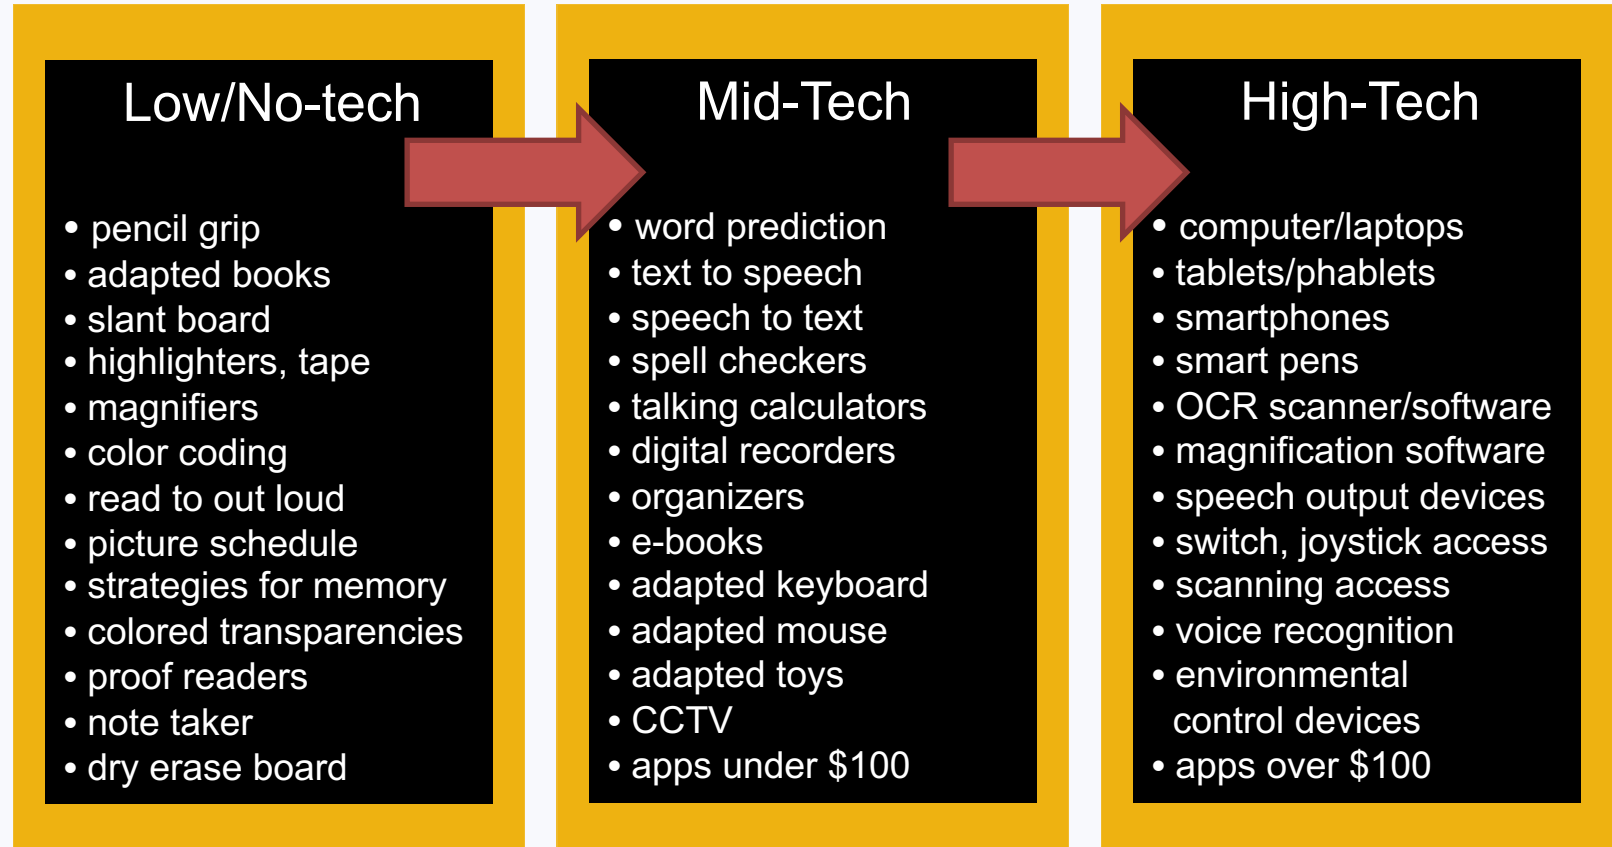 Low/No-tech
• pencil grip
• adapted books
• slant board
• highlighters, tape
• magnifiers
• color coding
• read to out loud
• picture schedule
• strategies for memory
• colored transparencies
• proof readers
• note taker
• dry erase board
Mid-Tech
• word prediction
• text to speech
• speech to text
• spell checkers
• talking calculators
• digital recorders
• organizers
• e-books
• adapted keyboard
• adapted mouse
• adapted toys
• CCTV
• apps under $100
High-Tech
• computer/laptops
• tablets/phablets
• smartphones
• smart pens
• OCR scanner/software
• magnification software
• speech output devices
• switch, joystick access
• scanning access
• voice recognition
• environmental
control devices
• apps over $100